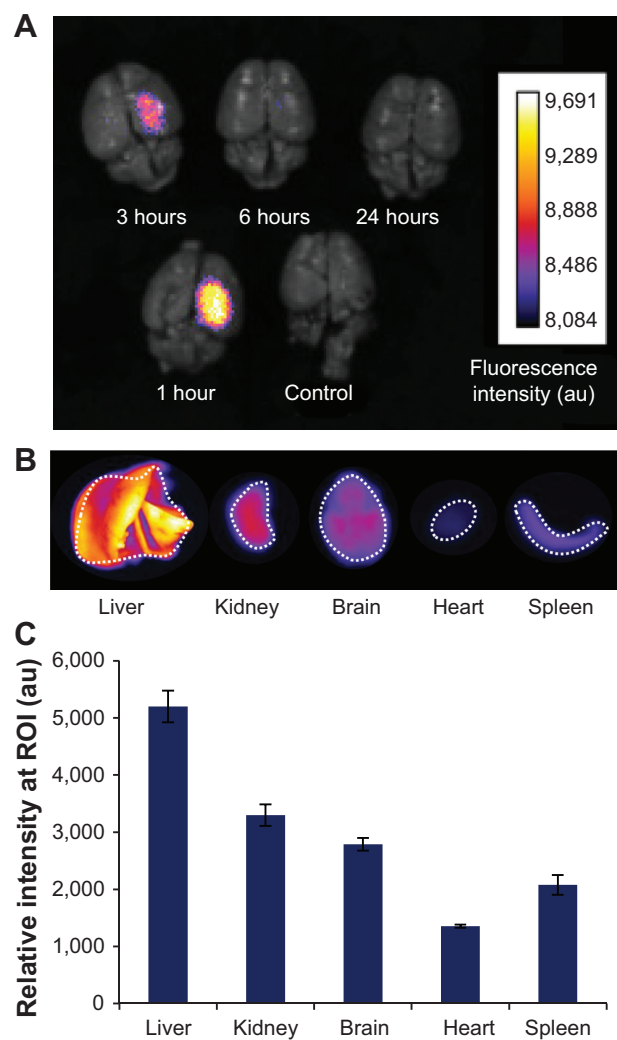 A
3 hours
6 hours
24 hours
1 hour
Control
9,691
9,289
8,888
8,486
8,084
Fluorescence
intensity (au)
B
Liver
Kidney
Brain
Heart
Spleen
C
Relative intensity at ROI (au)
6,000
5,000
4,000
3,000
2,000
1,000
0
Liver
Kidney
Brain
Heart
Spleen